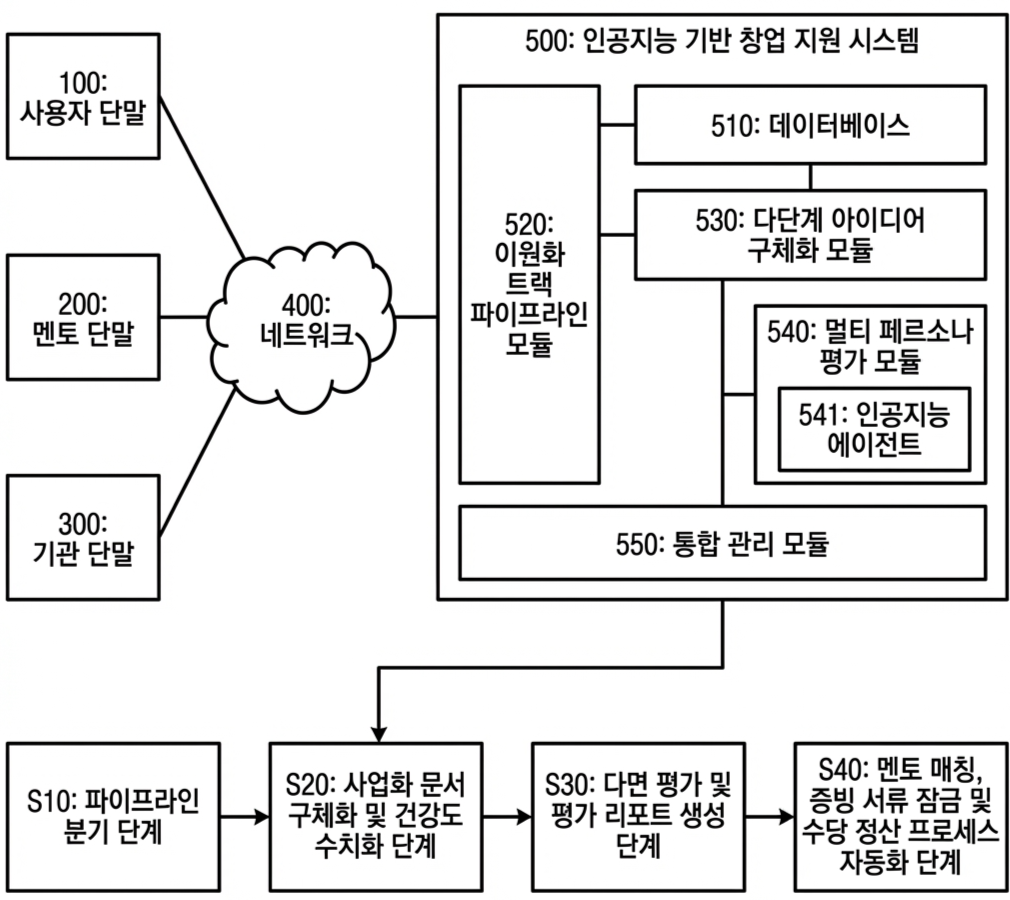 100:
사용자 단말
200:
멘토 단말
300:
기관 단말
400:
네트워크
500: 인공지능 기반 창업 지원 시스템
510: 데이터베이스
520:
이원화
트랙
파이프라인
모듈
530: 다단계 아이디어
구체화 모듈
540: 멀티 페르소나
평가 모듈
541: 인공지능
에이전트
550: 통합 관리 모듈
S10: 파이프라인
분기 단계
S20: 사업화 문서
구체화 및 건강도
수치화 단계
S30: 다면 평가 및
평가 리포트 생성
단계
S40: 멘토 매칭,
증빙 서류 잠금 및
수당 정산 프로세스
자동화 단계